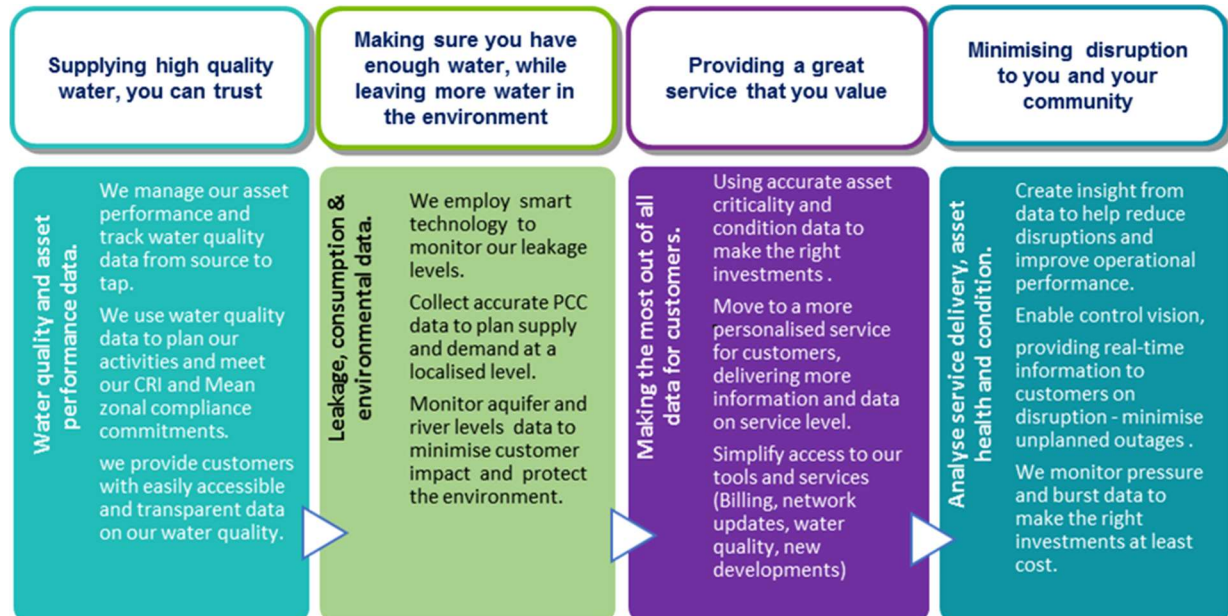 Supplying high quality
water, you can trust
Making sure you have
enough water, while
leaving more water in
the environment
Providing a great
service that you value
Minimising disruption
to you and your
community
Water quality and asset
performance data.
We manage our asset
performance and
track water quality
data from source to
tap.
We use water quality
data to plan our
activities and meet
our CRI and Mean
zonal compliance
commitments.
we provide customers
with easily accessible
and transparent data
on our water quality.
Leakage, consumption &
environmental data.
We employ smart
technology to
monitor our leakage
levels.
Collect accurate PCC
data to plan supply
and demand at a
localised level.
Monitor aquifer and
river levels data to
minimise customer
impact and protect
the environment.
Making the most out of all
data for customers.
Using accurate asset
criticality and
condition data to
make the right
investments .
Move to a more
personalised service
for customers,
delivering more
information and data
on service level.
Simplify access to our
tools and services
(Billing, network
updates, water
quality, new
developments)
Analyse service delivery, asset
health and condition.
Create insight from
data to help reduce
disruptions and
improve operational
performance.
Enable control vision,
providing real-time
information to
customers on
disruption - minimise
unplanned outages .
We monitor pressure
and burst data to
make the right
investments at least
cost.